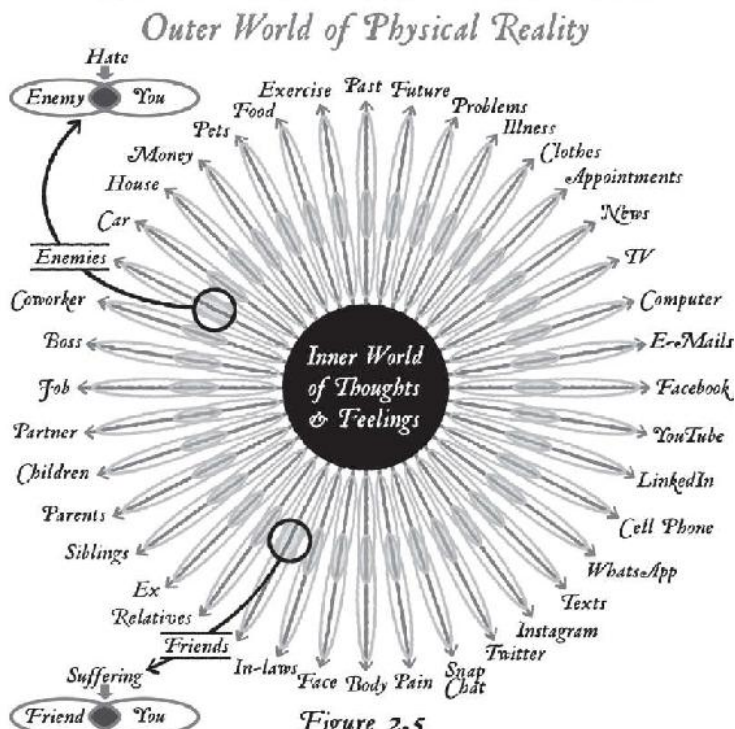 Outer World of Physical Reality
Hate
Enemy
You
Past
Future
Problems
Illness
Clothes
Appointments
News
TV
Computer
E-Mails
Facebook
YouTube
LinkedIn
Cell Phone
WhatsApp
Texts
Instagram
Twitter
Snap
Chat
Pain
Body
Face
In-laws
Friends
Relatives
Ex
Siblings
Parents
Children
Partner
Job
Boss
Coworker
Enemies
Car
House
Money
Pets
Food
Exercise
Inner World
of Thoughts
& Feelings
Suffering
Friend
You
Figure 2.5